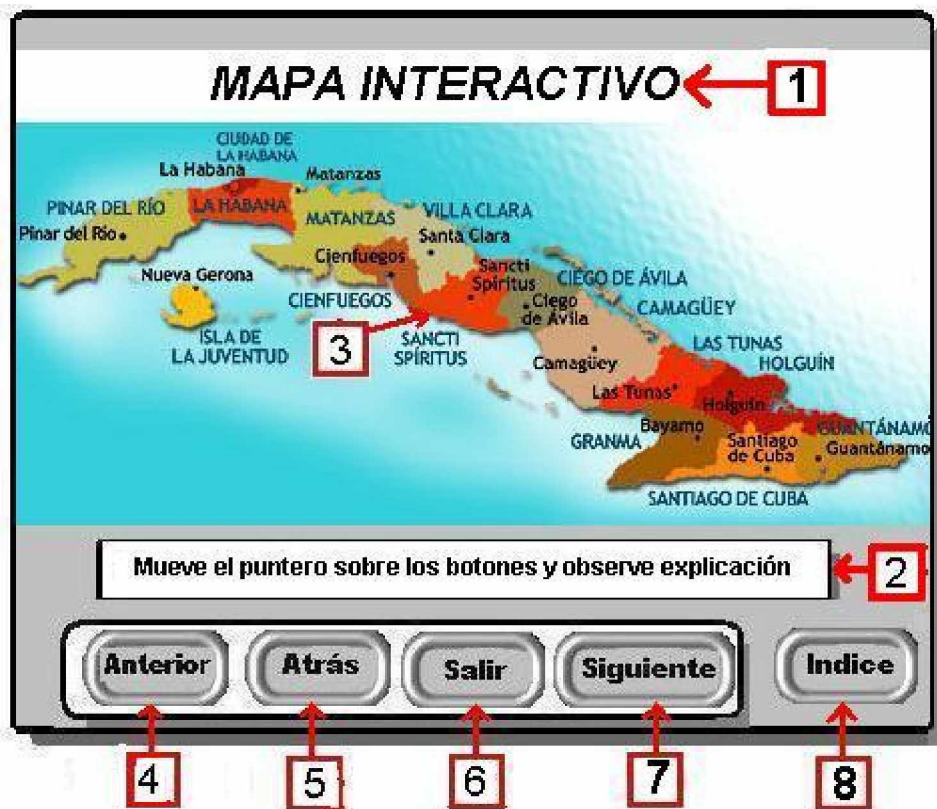 MAPA INTERACTIVO
1
CIUDAD DE
LA HABANA
La Habana
Matanzas
PINAR DEL RÍO
LA HABANA
MATANZAS
VILLA CLARA
Pinar del Río
Santa Clara
Cienfuegos
Sancti
Spíritus
Nueva Gerona
CIEGO DE ÁVILA
CIENFUEGOS
Ciego
de Ávila
CAMAGÜEY
ISLA DE
LA JUVENTUD
3
SANCTI
SPÍRITUS
LAS TUNAS
HOLGUÍN
Camagüey
Las Tunas
Holguín
Bayamo
GUANTÁNAMO
GRANMA
Santiago
de Cuba
Guantánamo
SANTIAGO DE CUBA
Mueve el puntero sobre los botones y observe explicación
2
Anterior
Atrás
Salir
Siguiente
Indice
4
5
6
7
8